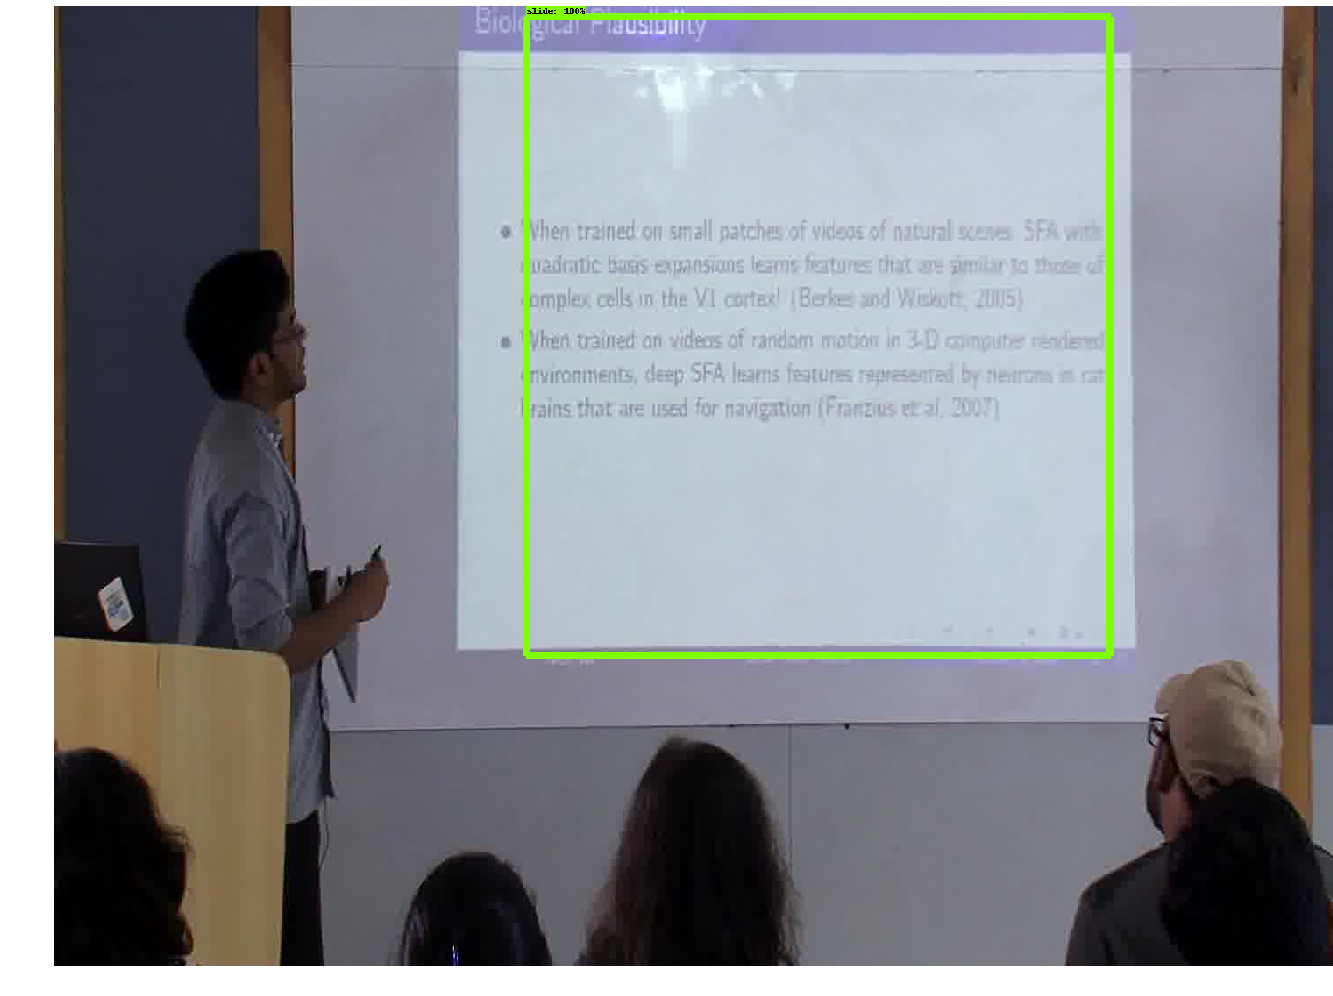 slide: 100%
Biological Plausibility
• When trained on small patches of videos of natural scenes, SFA with
quadratic basis expansions learns features that are similar to those of
complex cells in the V1 cortex! (Berkes and Wiskott, 2005)
• When trained on videos of random motion in 3-D computer rendered
environments, deep SFA learns features represented by neurons in rat
brains that are used for navigation (Franzius et al, 2007)